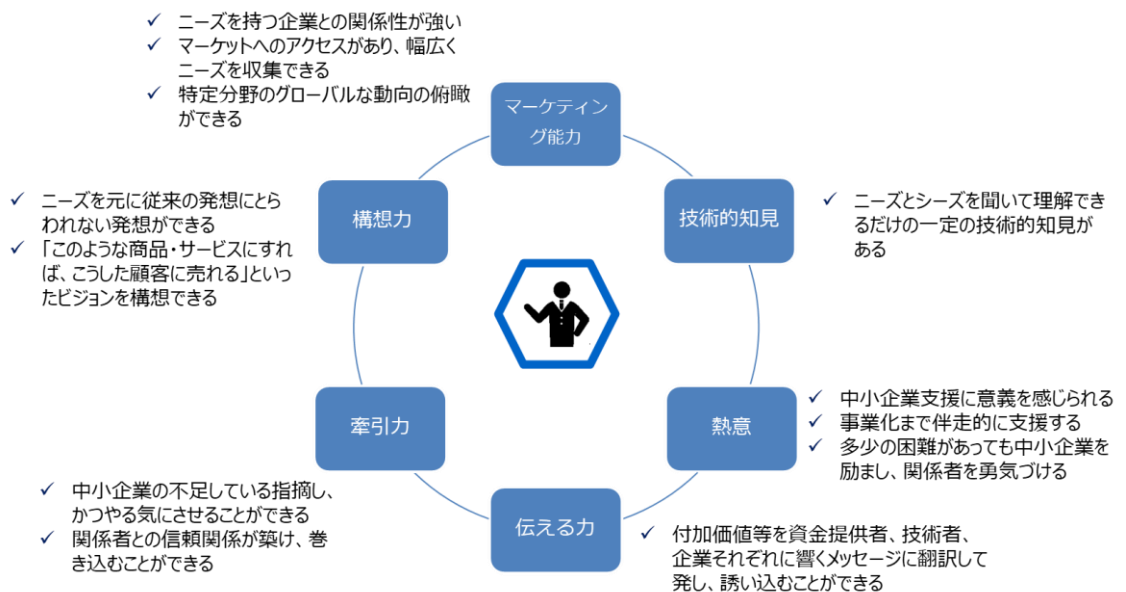 ✓ ニーズを持つ企業との関係性が強い
✓ マーケットへのアクセスがあり、幅広く
ニーズを収集できる
✓ 特定分野のグローバルな動向の俯瞰
ができる
マーケティン
グ能力
✓ ニーズを元に従来の発想にとら
われない発想ができる
✓ 「このような商品・サービスにすれ
ば、こうした顧客に売れる」といっ
たビジョンを構想できる
構想力
技術的知見
✓ ニーズとシーズを聞いて理解でき
るだけの一定の技術的知見が
ある
牽引力
熱意
✓ 中小企業支援に意義を感じられる
✓ 事業化まで伴走的に支援する
✓ 多少の困難があっても中小企業を
励まし、関係者を勇気づける
✓ 中小企業の不足している指摘し、
かつやる気にさせることができる
✓ 関係者との信頼関係が築け、巻
き込むことができる
伝える力
✓ 付加価値等を資金提供者、技術者、
企業それぞれに響くメッセージに翻訳して
発し、誘い込むことができる